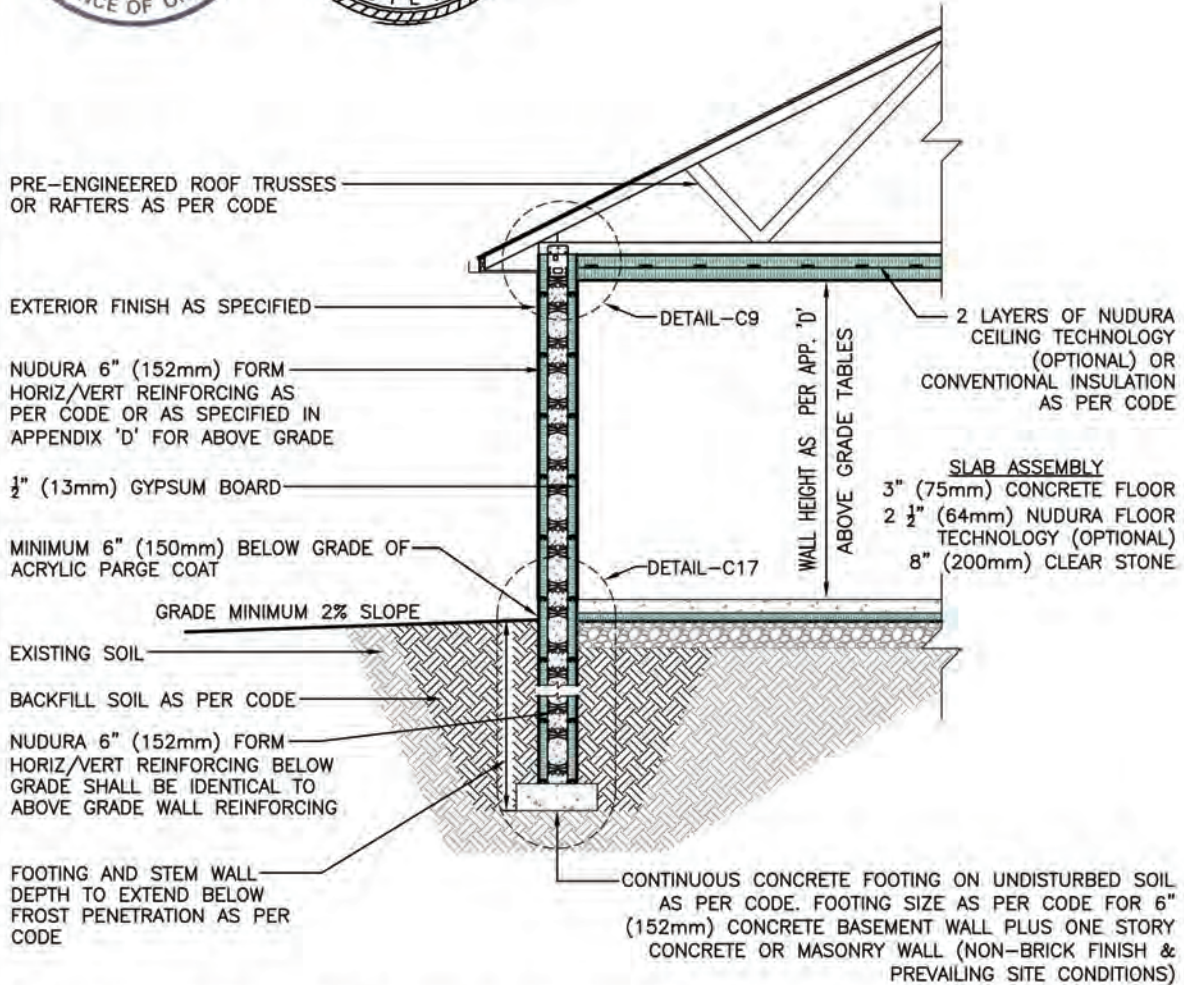 NCE OF
PRE-ENGINEERED ROOF TRUSSES
OR RAFTERS AS PER CODE
EXTERIOR FINISH AS SPECIFIED
NUDURA 6" (152mm) FORM
HORIZ/VERT REINFORCING AS
PER CODE OR AS SPECIFIED IN
APPENDIX 'D' FOR ABOVE GRADE
½" (13mm) GYPSUM BOARD
MINIMUM 6" (150mm) BELOW GRADE OF
ACRYLIC PARGE COAT
GRADE MINIMUM 2% SLOPE
EXISTING SOIL
BACKFILL SOIL AS PER CODE
NUDURA 6" (152mm) FORM
HORIZ/VERT REINFORCING BELOW
GRADE SHALL BE IDENTICAL TO
ABOVE GRADE WALL REINFORCING
FOOTING AND STEM WALL
DEPTH TO EXTEND BELOW
FROST PENETRATION AS PER
CODE
DETAIL-C9
DETAIL-C17
WALL HEIGHT AS PER APP. 'D'
ABOVE GRADE TABLES
2 LAYERS OF NUDURA
CEILING TECHNOLOGY
(OPTIONAL) OR
CONVENTIONAL INSULATION
AS PER CODE
SLAB ASSEMBLY
3" (75mm) CONCRETE FLOOR
2 ½" (64mm) NUDURA FLOOR
TECHNOLOGY (OPTIONAL)
8" (200mm) CLEAR STONE
CONTINUOUS CONCRETE FOOTING ON UNDISTURBED SOIL
AS PER CODE. FOOTING SIZE AS PER CODE FOR 6"
(152mm) CONCRETE BASEMENT WALL PLUS ONE STORY
CONCRETE OR MASONRY WALL (NON-BRICK FINISH &
PREVAILING SITE CONDITIONS)